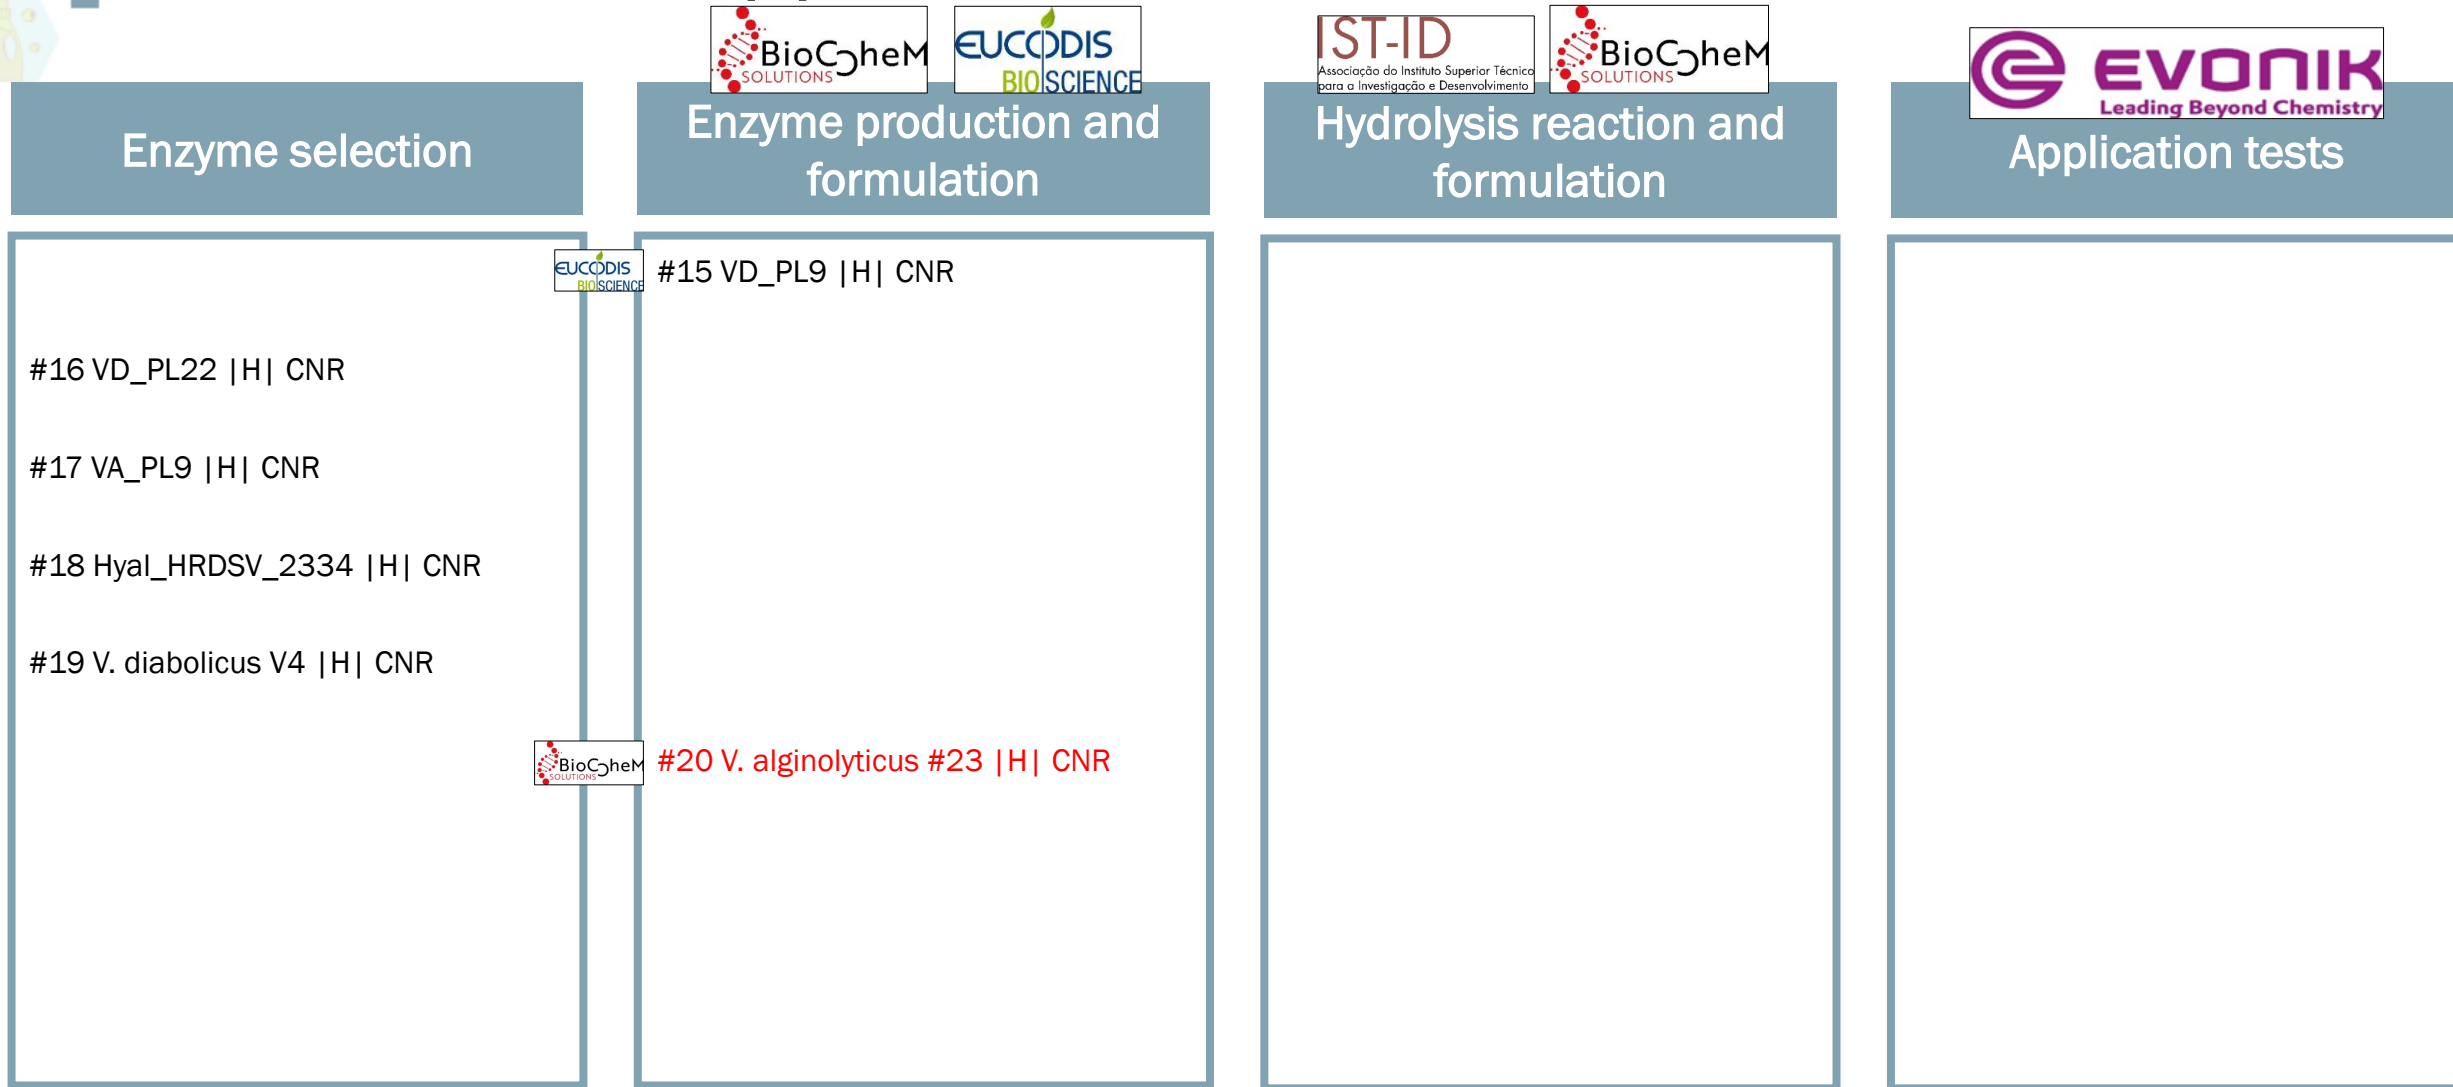 BioCheM
SOLUTIONS
EUCODIS
BIOSCIENCE
IST-ID
Associação do Instituto Superior Técnico
para a Investigação e Desenvolvimento
BioCheM
SOLUTIONS
EVONIK
Leading Beyond Chemistry
Enzyme selection
Enzyme production and
formulation
Hydrolysis reaction and
formulation
Application tests
EUCODIS
BIOSCIENCE
#15 VD_PL9 |H| CNR
#16 VD_PL22 |H| CNR
#17 VA_PL9 |H| CNR
#18 Hyal_HRDSV_2334 |H| CNR
#19 V. diabolicus V4 |H| CNR
BioCheM
SOLUTIONS
#20 V. alginolyticus #23 |H| CNR